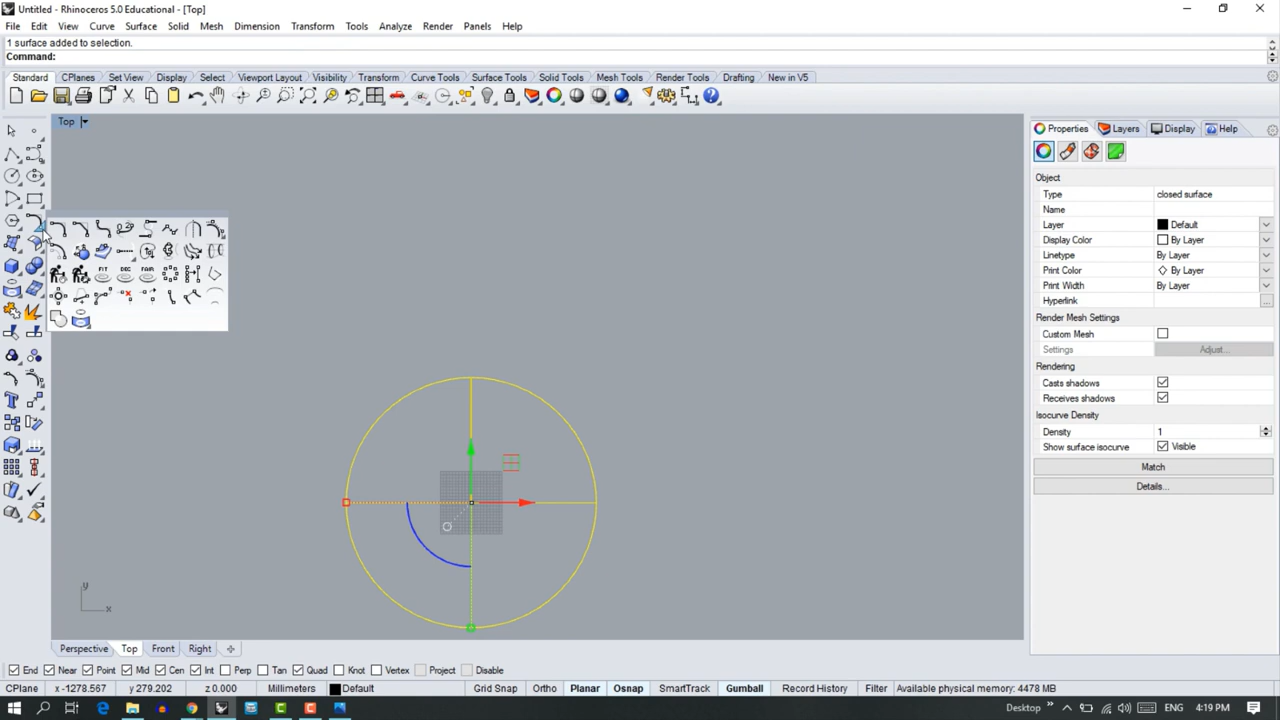 Untitled - Rhinoceros 5.0 Educational - [Top]
File Edit View Curve Surface Solid Mesh Dimension Transform Tools Analyze Render Panels Help
1 surface added to selection.
Command:
Standard CPlanes Set View Display Select Viewport Layout Visibility Transform Curve Tools Surface Tools Solid Tools Mesh Tools Render Tools Drafting New in V5
Top
Properties Layers Display Help
Object
Type closed surface
Name
Layer Default
Display Color By Layer
Linetype By Layer
Print Color By Layer
Print Width By Layer
Hyperlink ...
Render Mesh Settings
Custom Mesh
Settings Adjust...
Rendering
Casts shadows
Receives shadows
Isocurve Density
Density 1
Show surface isocurve Visible
Match
Details...
FIT DEC FAIR
y
x
Perspective Top Front Right
End Near Point Mid Cen Int Perp Tan Quad Knot Vertex Project Disable
CPlane x -1278.567 y 279.202 z 0.000 Millimeters Default Grid Snap Ortho Planar Osnap SmartTrack Gumball Record History Filter Available physical memory: 4478 MB
Desktop » ENG 4:19 PM